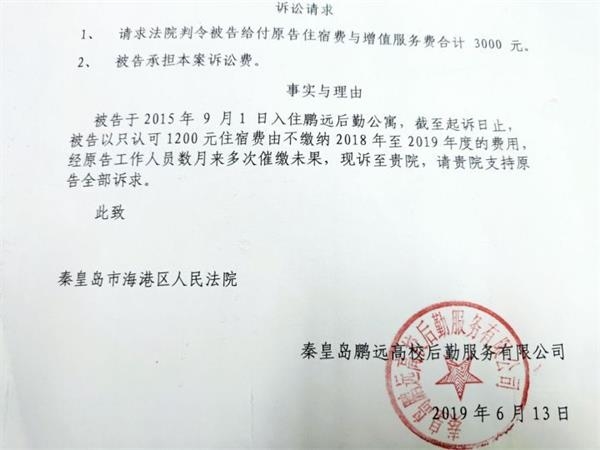 诉讼请求
1、 请求法院判令被告给付原告住宿费与增值服务费合计 3000 元。
2、 被告承担本案诉讼费。
事实与理由
被告于 2015 年 9 月 1 日入住鹏远后勤公寓，截至起诉日止，
被告以只认可 1200 元住宿费由不缴纳 2018 年至 2019 年度的费用，
经原告工作人员数月来多次催缴未果，现诉至贵院，请贵院支持原
告全部诉求。
此致
秦皇岛市海港区人民法院
秦皇岛鹏远高校后勤服务有限公司
2019 年 6 月 13 日
秦皇岛鹏远高校后勤服务有限公司